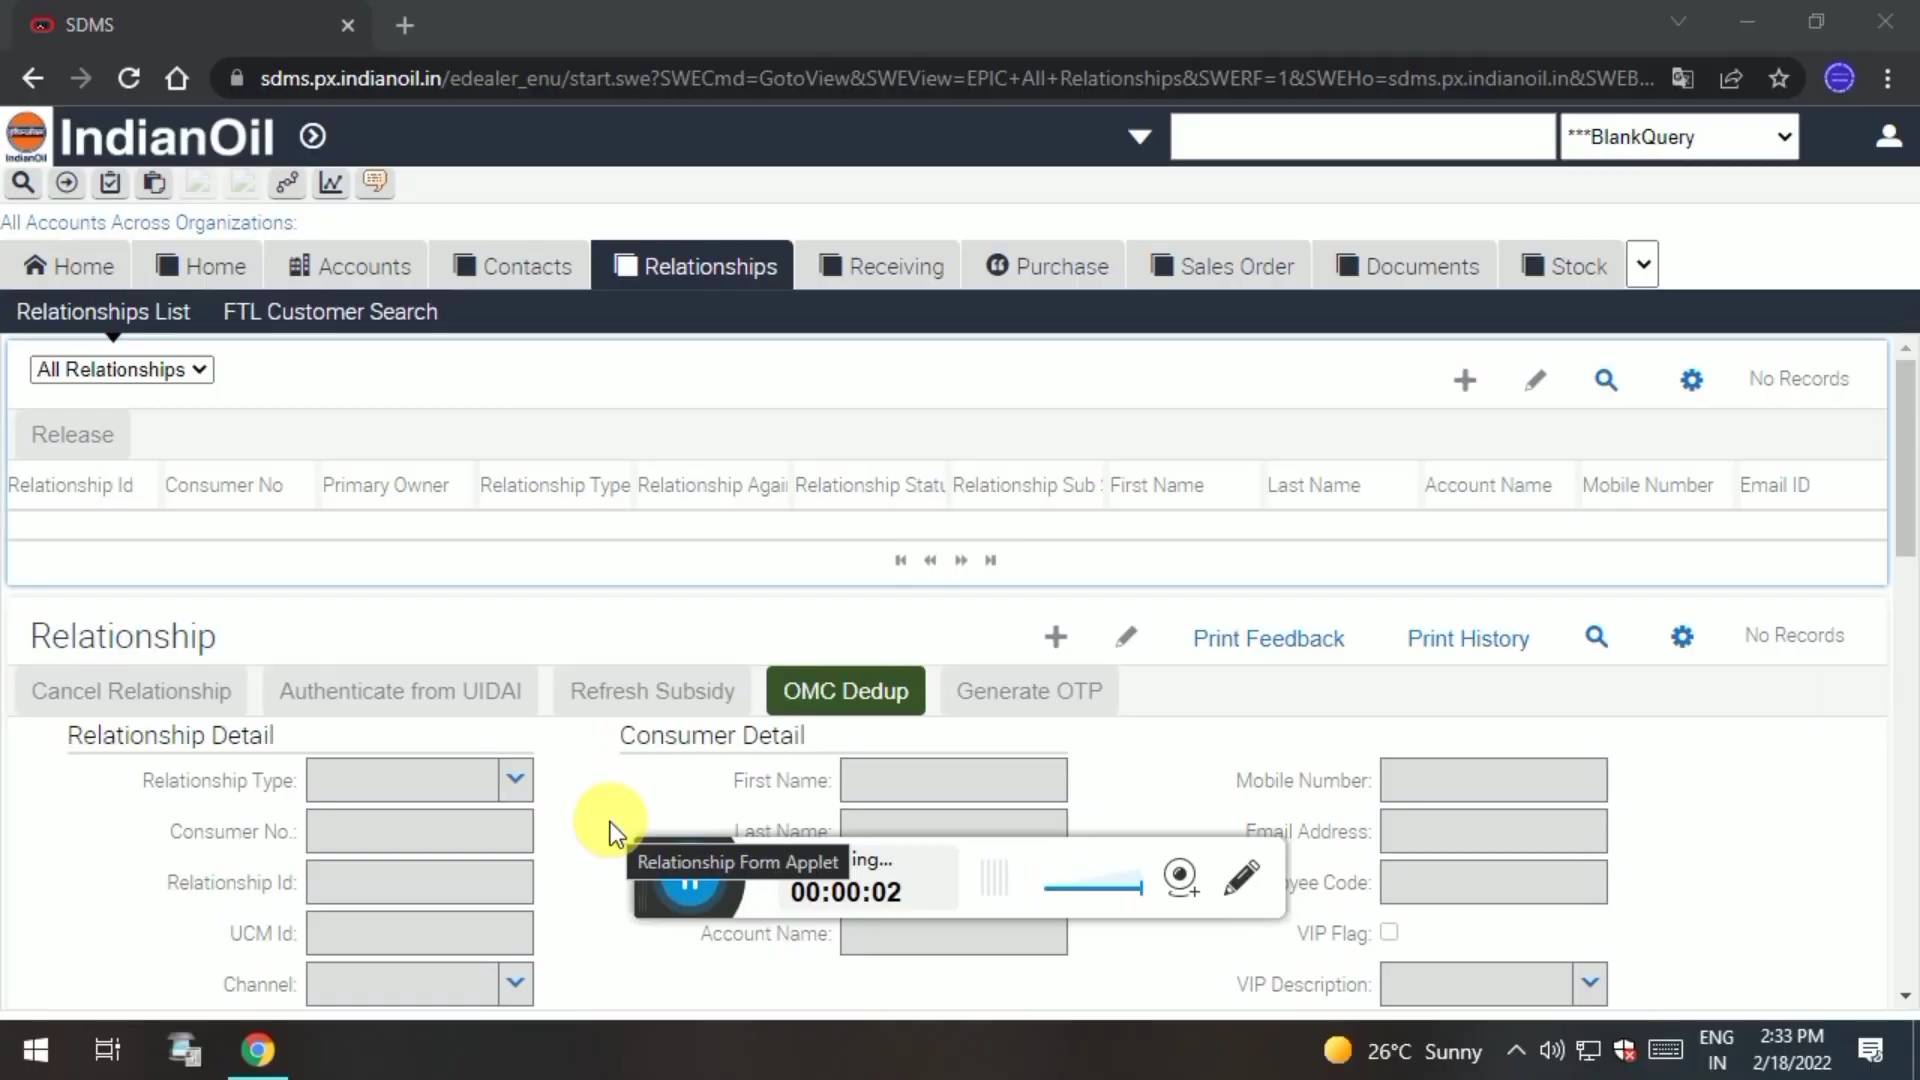 SDMS
sdms.px.indianoil.in/edealer_enu/start.swe?SWECmd=GotoView&SWEView=EPIC+All+Relationships&SWERF=1&SWEHo=sdms.px.indianoil.in&SWEB...
IndianOil
IndianOil
***BlankQuery
All Accounts Across Organizations:
Home Home Accounts Contacts Relationships Receiving Purchase Sales Order Documents Stock
Relationships List FTL Customer Search
All Relationships
No Records
Release
Relationship Id Consumer No Primary Owner Relationship Type Relationship Agai Relationship Statu Relationship Sub First Name Last Name Account Name Mobile Number Email ID
Relationship Print Feedback Print History No Records
Cancel Relationship Authenticate from UIDAI Refresh Subsidy OMC Dedup Generate OTP
Relationship Detail Consumer Detail
Relationship Type: First Name: Mobile Number:
Consumer No.: Last Name: Email Address:
Relationship Form Applet ing...
Relationship Id: 00:00:02 yee Code:
UCM Id: Account Name: VIP Flag:
Channel: VIP Description:
26°C Sunny
ENG
IN
2:33 PM
2/18/2022